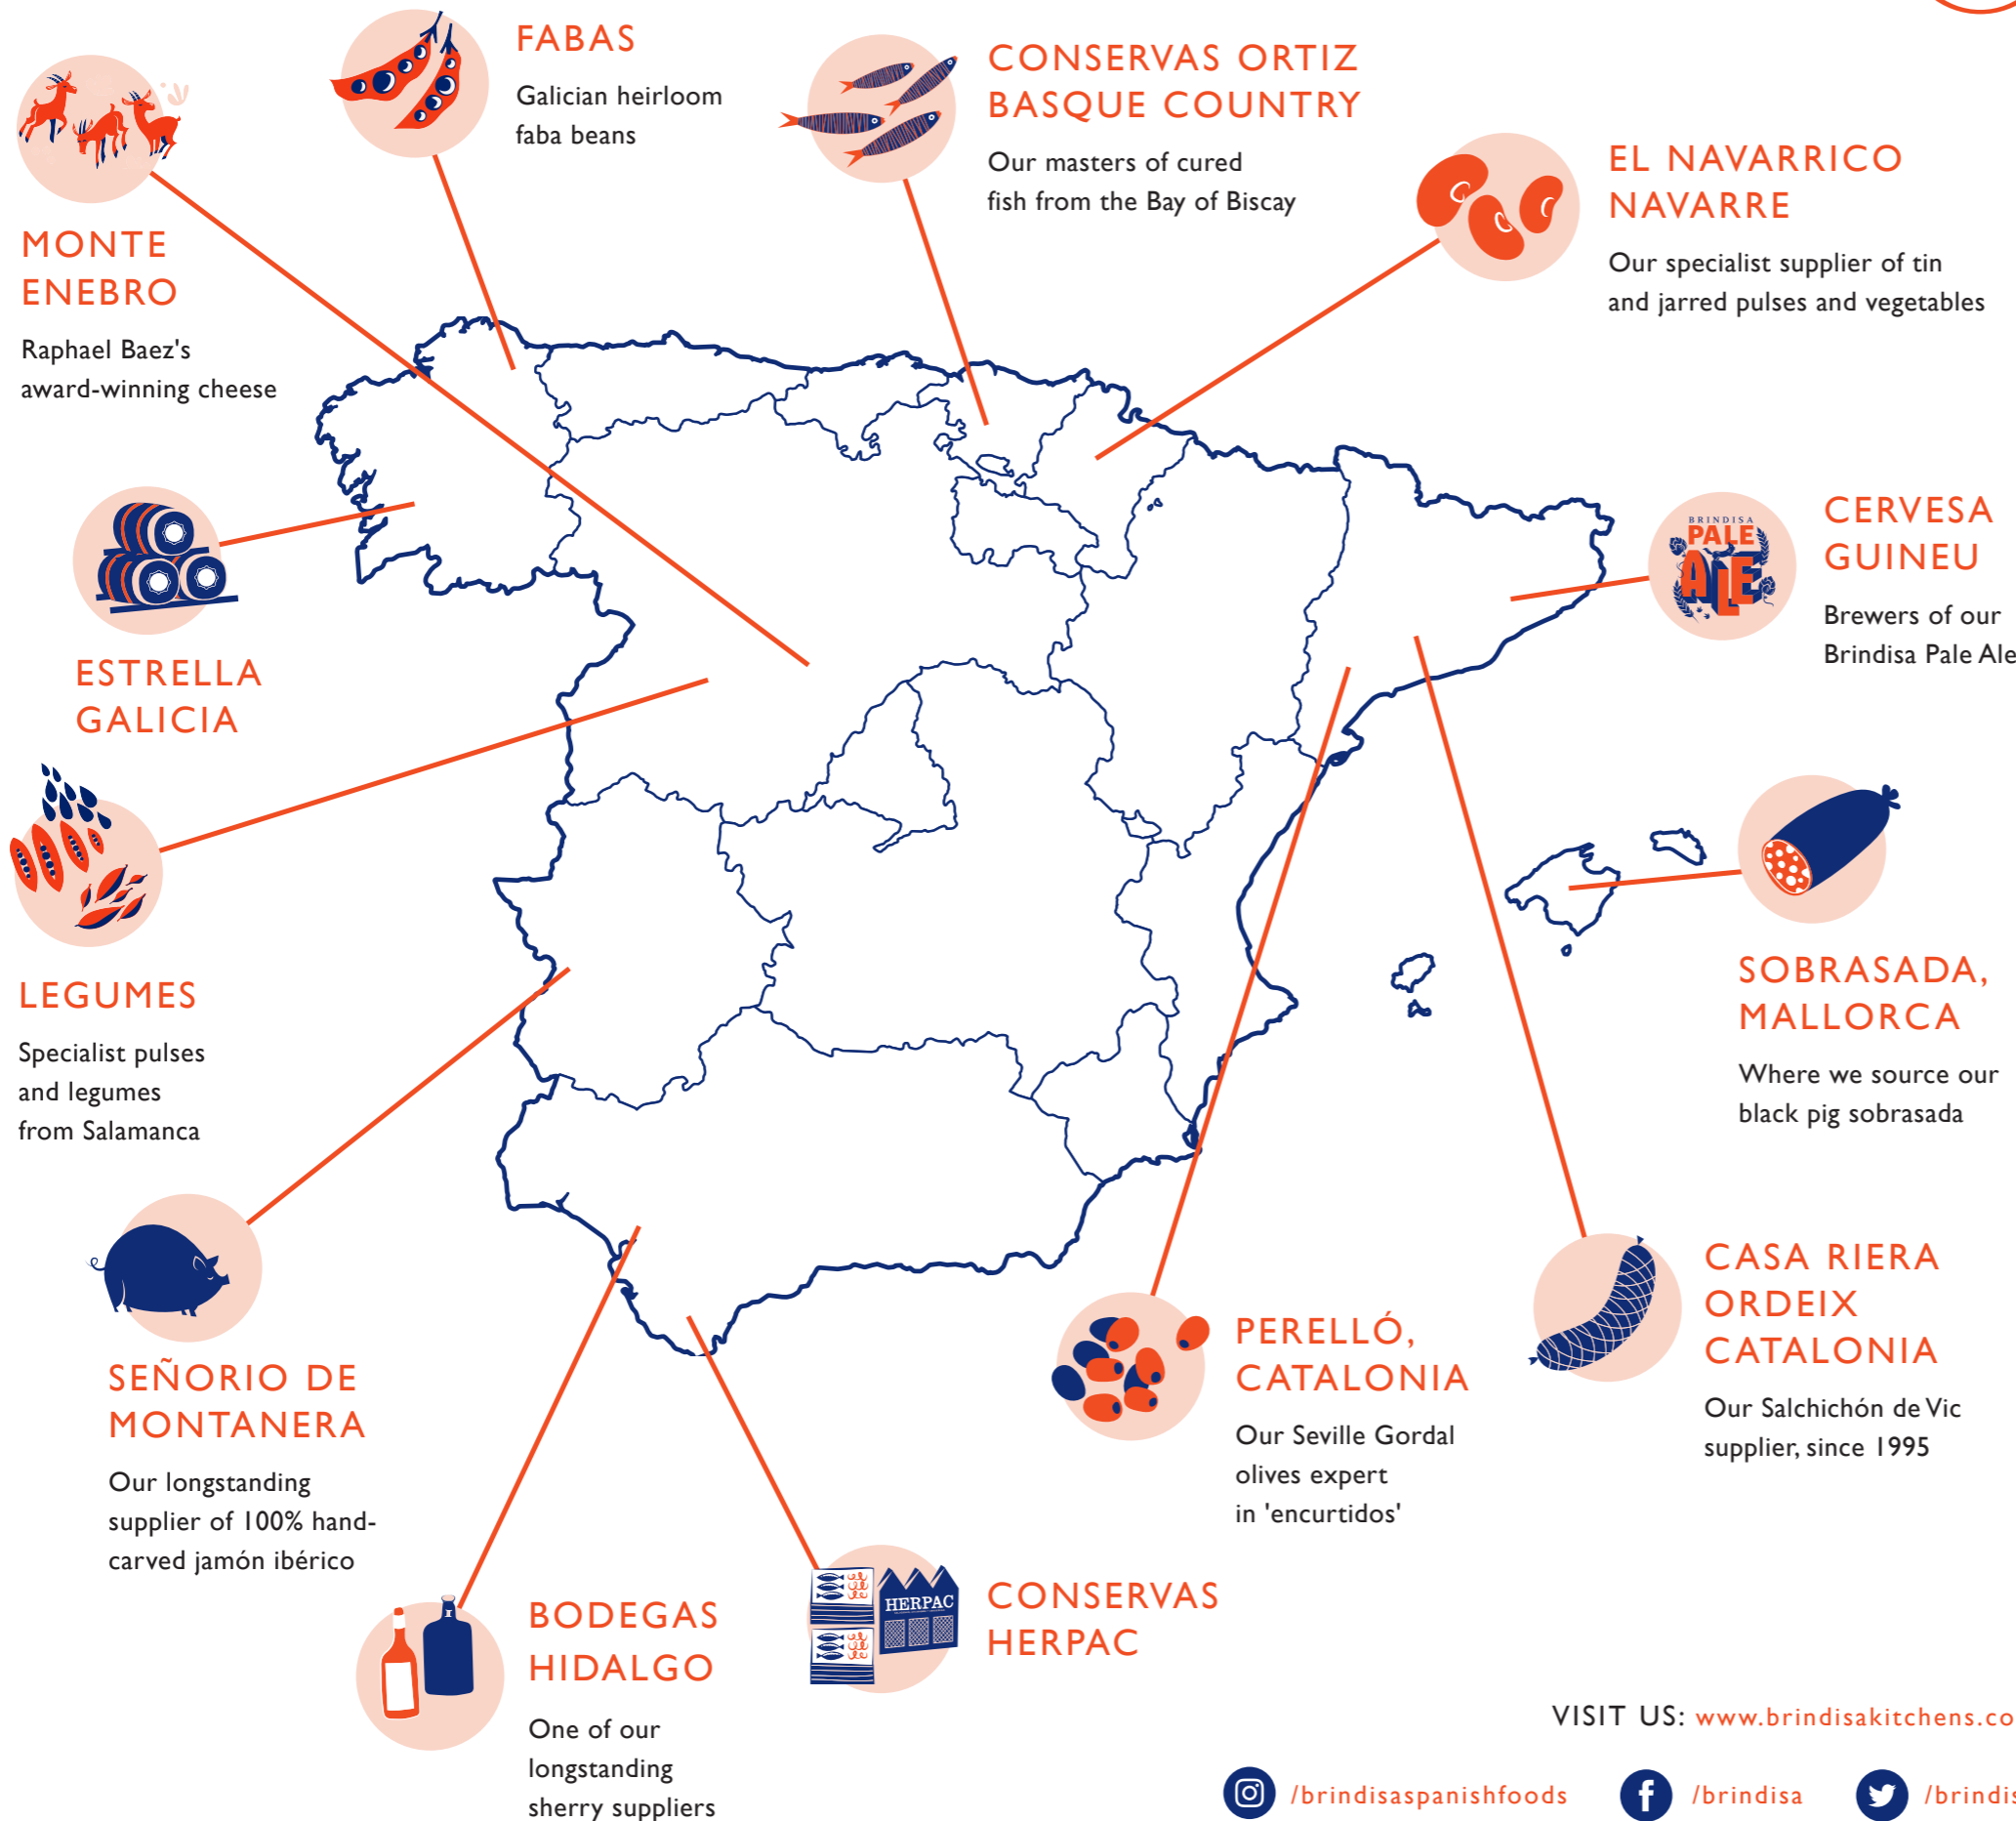 FABAS
Galician heirloom
faba beans
CONSERVAS ORTIZ
BASQUE COUNTRY
Our masters of cured
fish from the Bay of Biscay
EL NAVARRICO
NAVARRE
Our specialist supplier of tin
and jarred pulses and vegetables
MONTE
ENEBRO
Raphael Baez's
award-winning cheese
BRINDISA
PALE
ALE
CERVESA
GUINEU
Brewers of our
Brindisa Pale Ale
ESTRELLA
GALICIA
LEGUMES
Specialist pulses
and legumes
from Salamanca
SOBRASADA,
MALLORCA
Where we source our
black pig sobrasada
SEÑORIO DE
MONTANERA
Our longstanding
supplier of 100% hand-
carved jamón ibérico
PERELLÓ,
CATALONIA
Our Seville Gordal
olives expert
in 'encurtidos'
CASA RIERA
ORDEIX
CATALONIA
Our Salchichón de Vic
supplier, since 1995
BODEGAS
HIDALGO
One of our
longstanding
sherry suppliers
HERPAC
CONSERVAS
HERPAC
VISIT US: www.brindisakitchens.co
/brindisaspanishfoods
/brindisa
/brindis